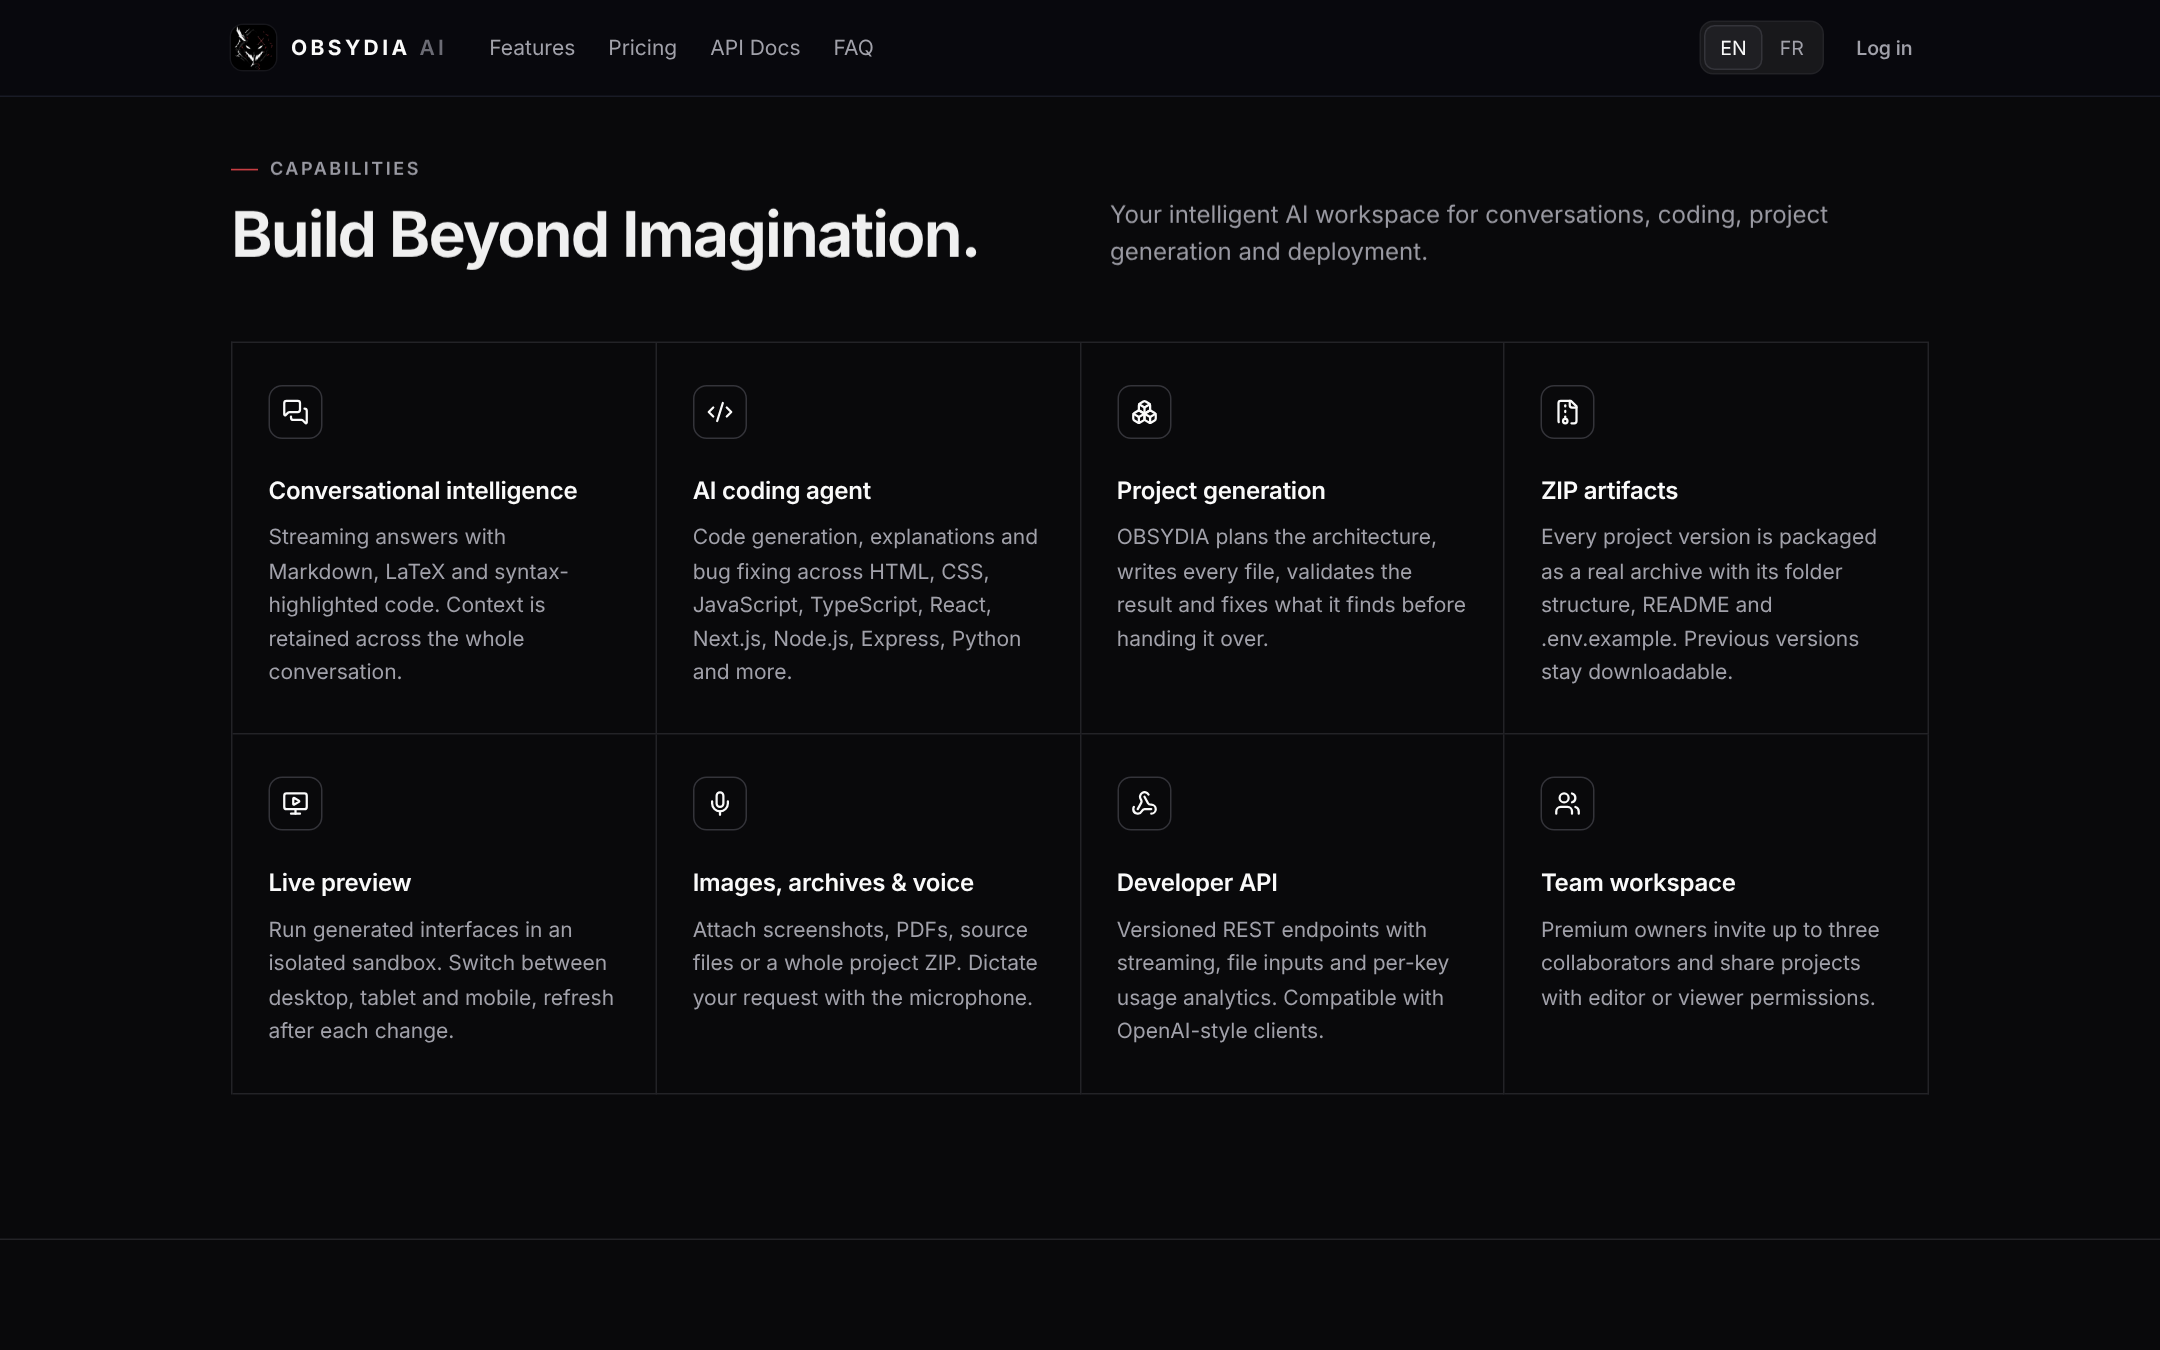 OBSYDIA AI
Features
Pricing
API Docs
FAQ
EN
FR
Log in
CAPABILITIES
Build Beyond Imagination.
Your intelligent AI workspace for conversations, coding, project
generation and deployment.
Conversational intelligence
Streaming answers with
Markdown, LaTeX and syntax-
highlighted code. Context is
retained across the whole
conversation.
AI coding agent
Code generation, explanations and
bug fixing across HTML, CSS,
JavaScript, TypeScript, React,
Next.js, Node.js, Express, Python
and more.
Project generation
OBSYDIA plans the architecture,
writes every file, validates the
result and fixes what it finds before
handing it over.
ZIP artifacts
Every project version is packaged
as a real archive with its folder
structure, README and
.env.example. Previous versions
stay downloadable.
Live preview
Run generated interfaces in an
isolated sandbox. Switch between
desktop, tablet and mobile, refresh
after each change.
Images, archives & voice
Attach screenshots, PDFs, source
files or a whole project ZIP. Dictate
your request with the microphone.
Developer API
Versioned REST endpoints with
streaming, file inputs and per-key
usage analytics. Compatible with
OpenAI-style clients.
Team workspace
Premium owners invite up to three
collaborators and share projects
with editor or viewer permissions.